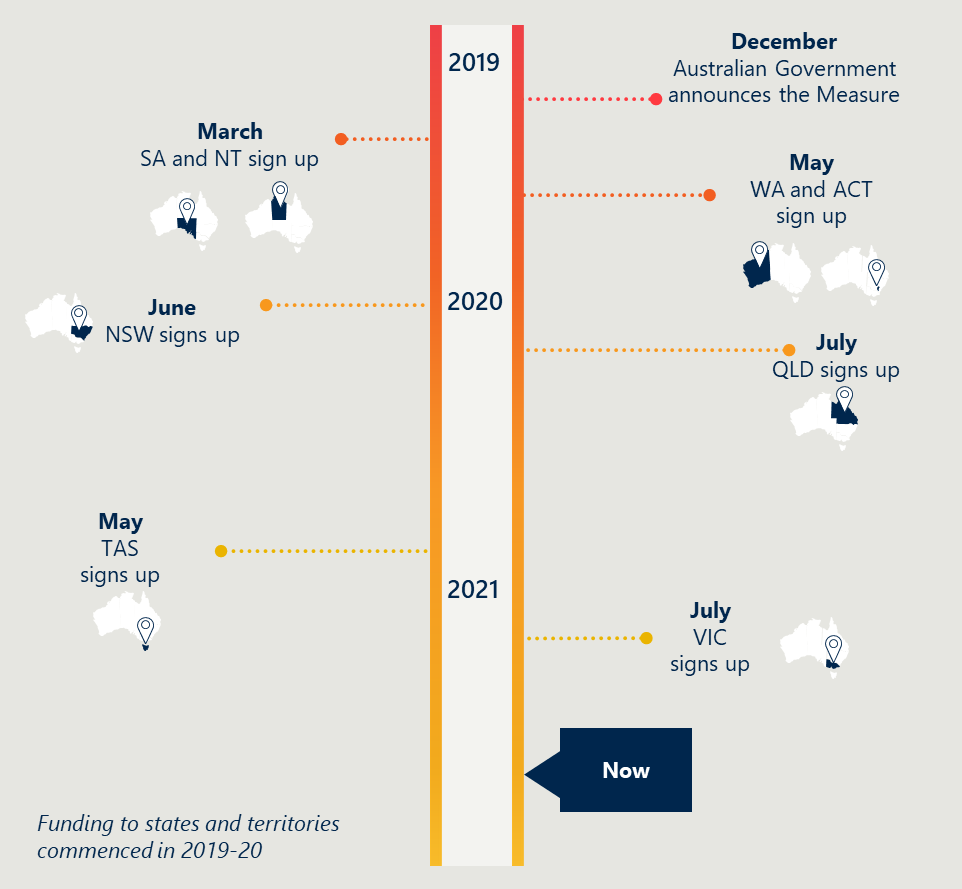 2019
December
Australian Government
announces the Measure
March
SA and NT sign up
May
WA and ACT
sign up
2020
June
NSW signs up
July
QLD signs up
May
TAS
signs up
2021
July
VIC
signs up
Now
Funding to states and territories
commenced in 2019-20